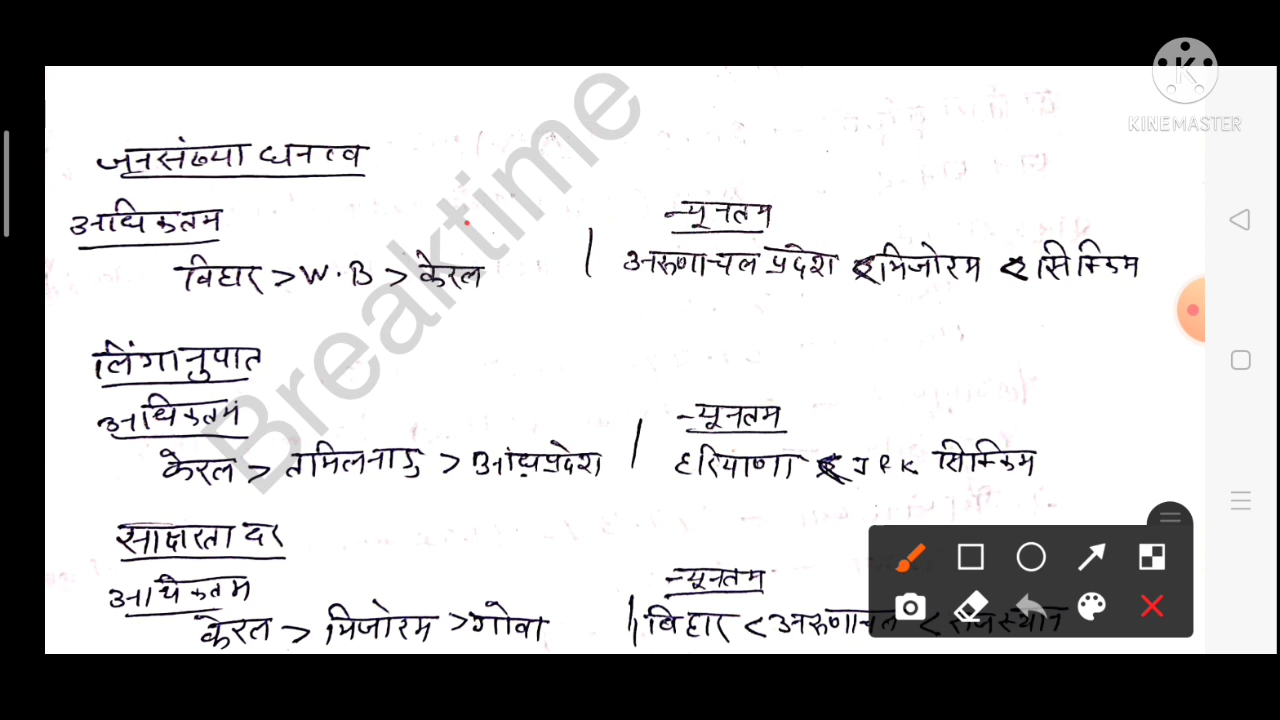 KINEMASTER
जनसंख्या घनत्व
अधिकतम
न्यूनतम
बिहार > W.B > केरल | अरुणाचल प्रदेश < मिजोरम < सिक्किम
लिंगानुपात
अधिकतम
न्यूनतम
केरल > तमिलनाडु > आंध्रप्रदेश | हरियाणा < J&K सिक्किम
साक्षरता दर
अधिकतम
न्यूनतम
केरल > मिजोरम > गोवा | बिहार < अरुणाचल < राजस्थान
Breaktime